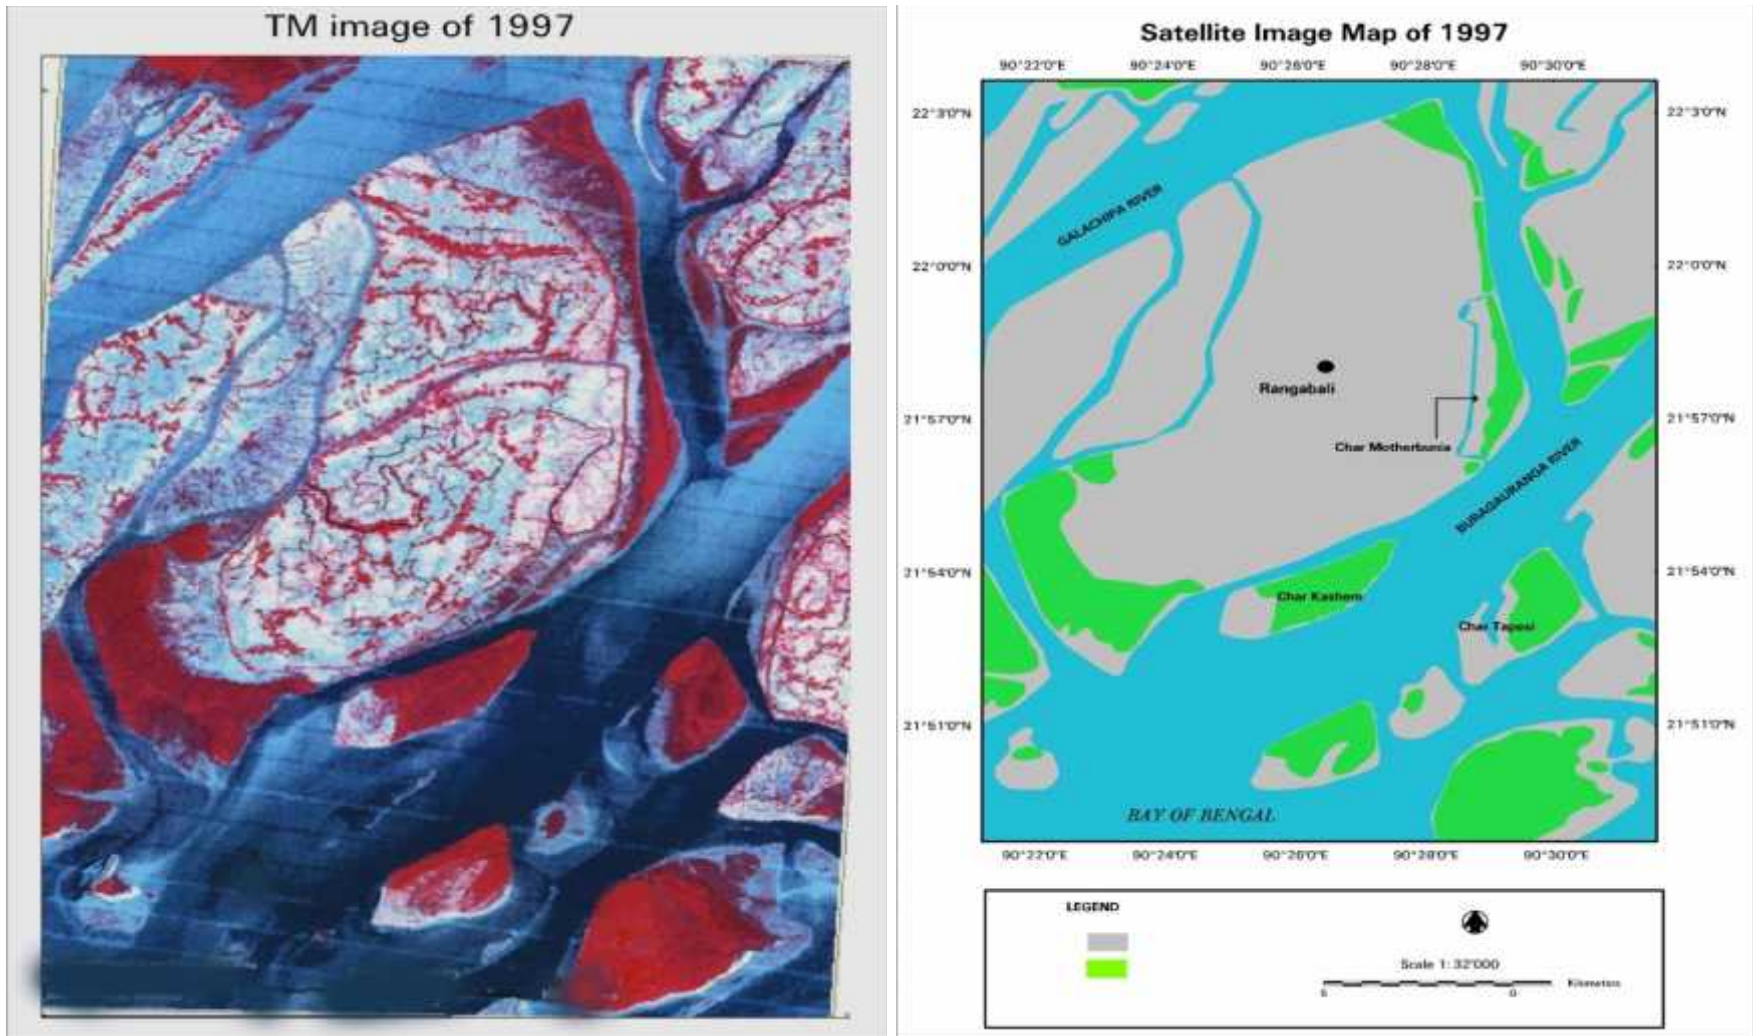 TM image of 1997
Satellite Image Map of 1997
90°22'0"E 90°24'0"E 90°26'0"E 90°28'0"E 90°30'0"E
22°3'0"N 22°3'0"N
GALACHIPA RIVER
22°0'0"N 22°0'0"N
Rangabali
21°57'0"N 21°57'0"N
Char Motherbunia
BURAGAURANGA RIVER
21°54'0"N 21°54'0"N
Char Kashem
Char Taposi
21°51'0"N 21°51'0"N
BAY OF BENGAL
90°22'0"E 90°24'0"E 90°26'0"E 90°28'0"E 90°30'0"E
LEGEND
Scale 1:32'000
Kilometers